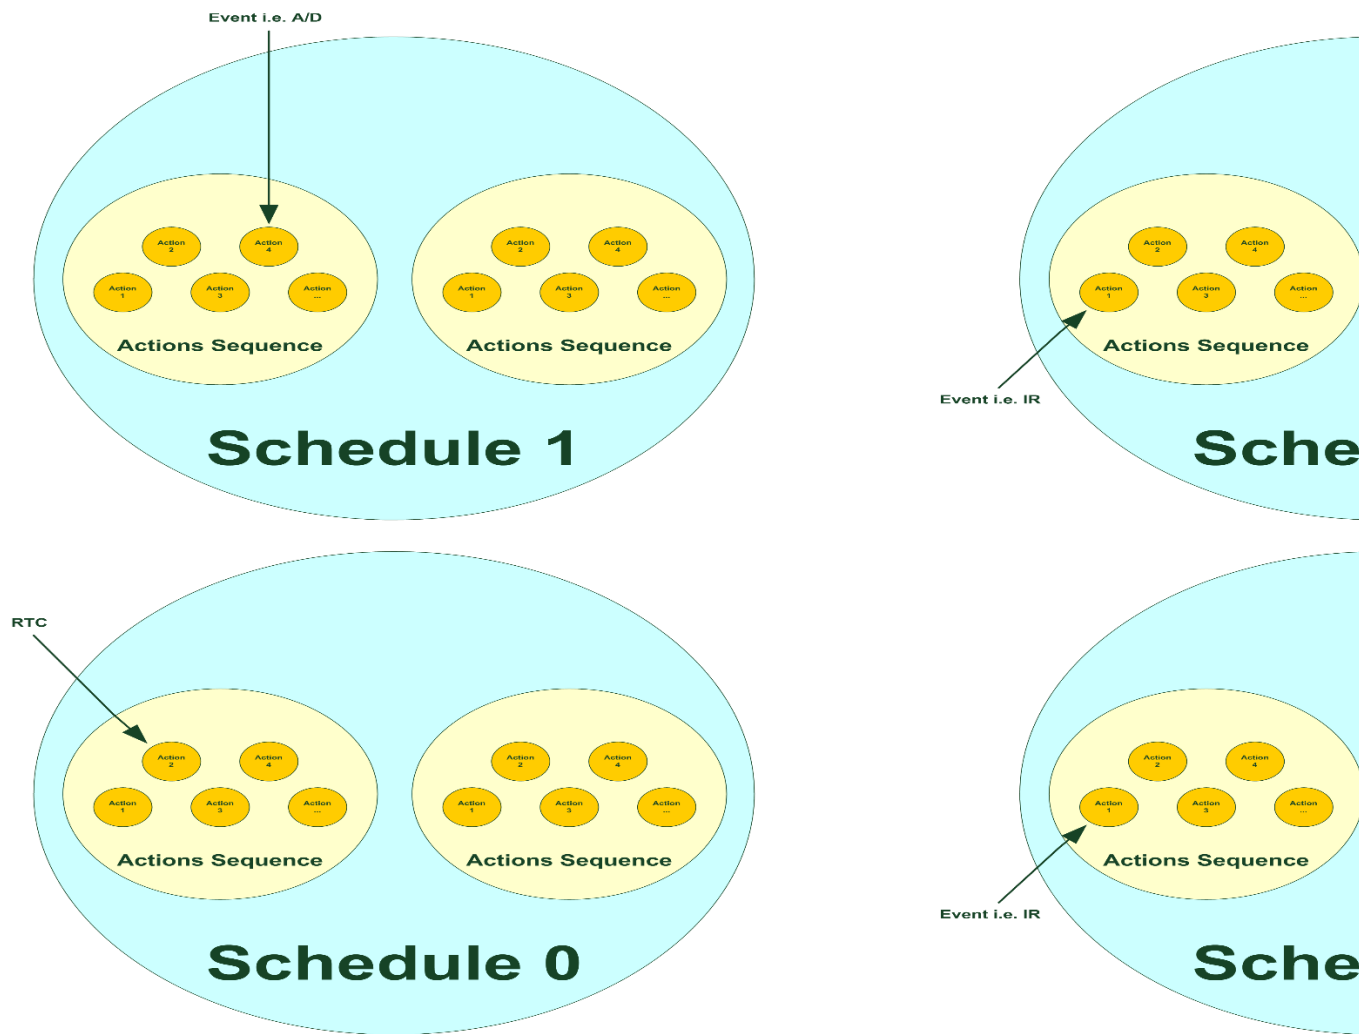 Event i.e. A/D
Action
2
Action
4
Action
1
Action
3
Action
...
Actions Sequence
Action
2
Action
4
Action
1
Action
3
Action
...
Actions Sequence
Schedule 1
Action
2
Action
4
Action
1
Action
3
Action
...
Actions Sequence
Event i.e. IR
Sche
RTC
Action
2
Action
4
Action
1
Action
3
Action
...
Actions Sequence
Action
2
Action
4
Action
1
Action
3
Action
...
Actions Sequence
Schedule 0
Action
2
Action
4
Action
1
Action
3
Action
...
Actions Sequence
Event i.e. IR
Sche